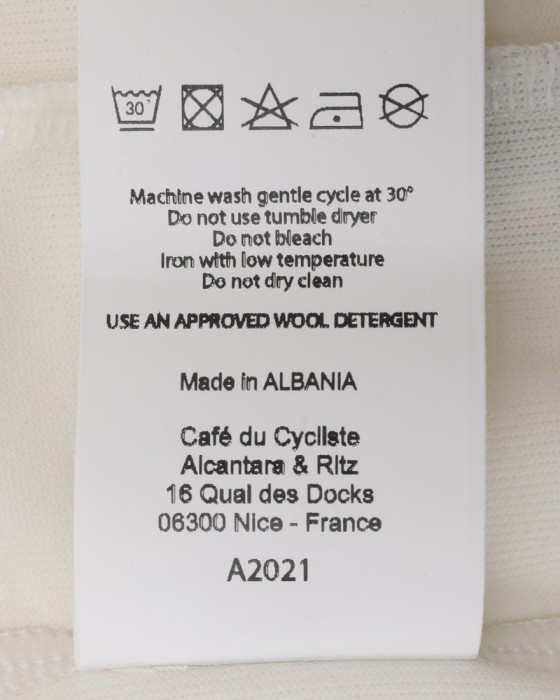 30°
Machine wash gentle cycle at 30°
Do not use tumble dryer
Do not bleach
Iron with low temperature
Do not dry clean
USE AN APPROVED WOOL DETERGENT
Made in ALBANIA
Café du Cycliste
Alcantara & Ritz
16 Quai des Docks
06300 Nice - France
A2021